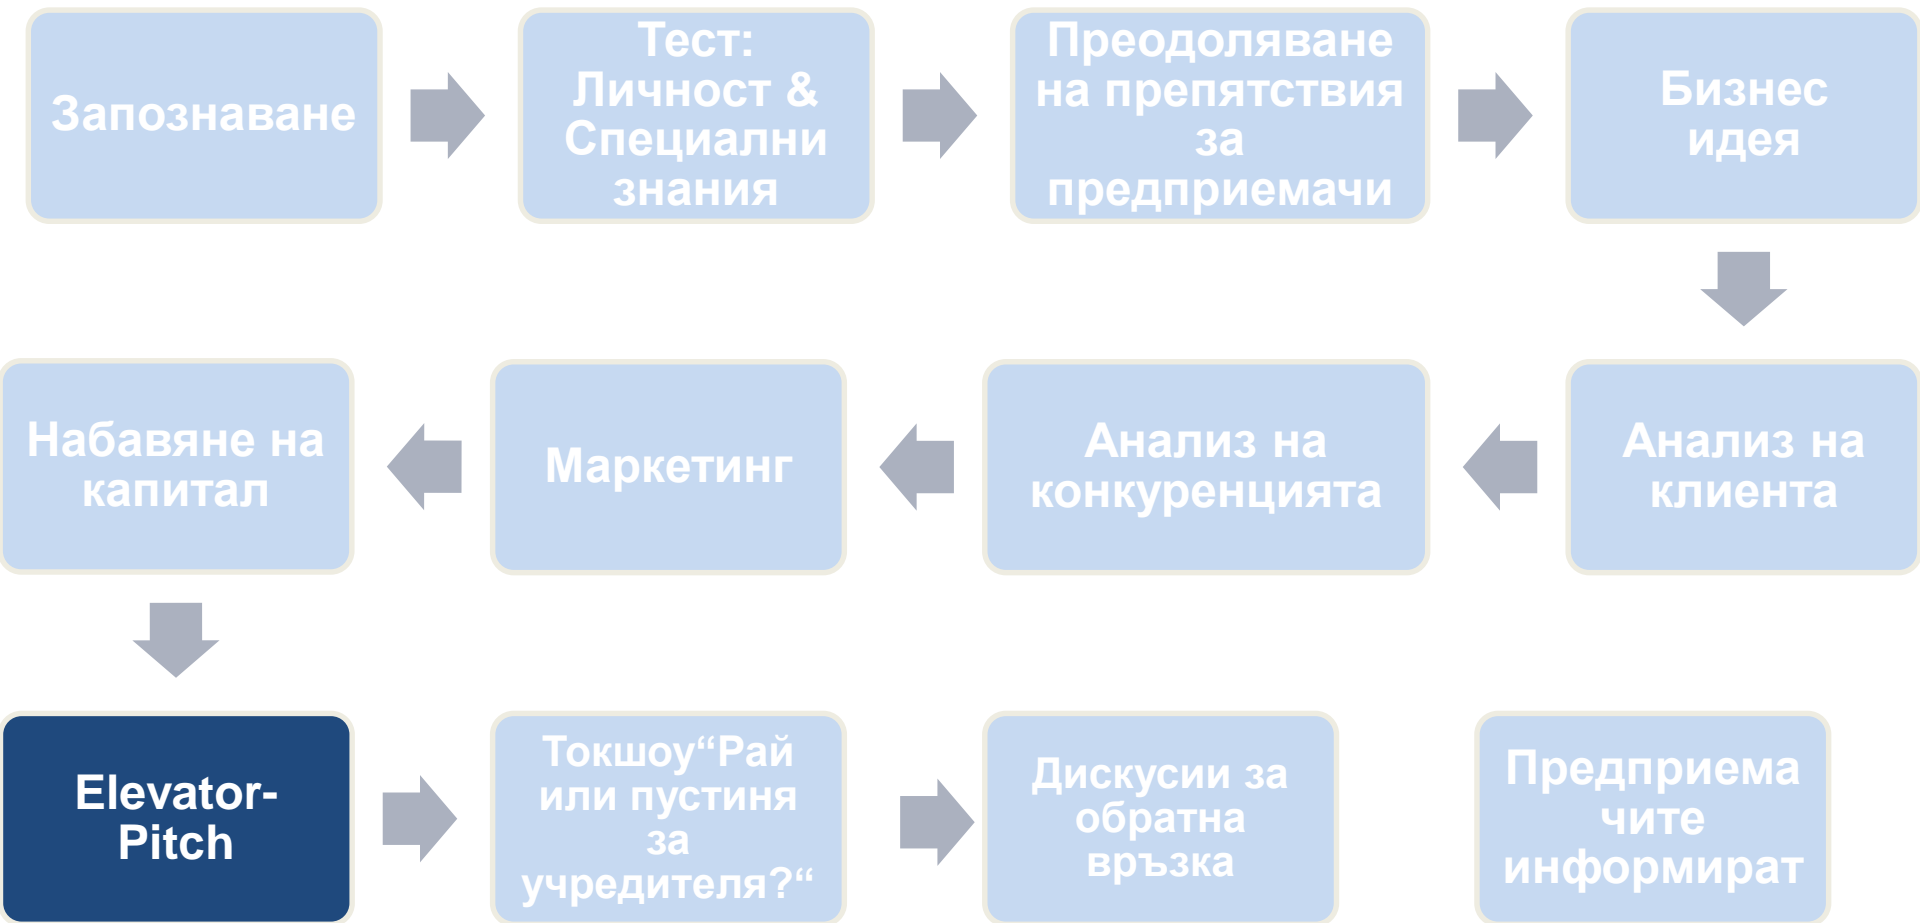 Запознаване
Тест:
Личност &
Специални
знания
Преодоляване
на препятствия
за
предприемачи
Бизнес
идея
Набавяне на
капитал
Маркетинг
Анализ на
конкуренцията
Анализ на
клиента
Elevator-
Pitch
Токшоу“Рай
или пустиня
за
учредителя?“
Дискусии за
обратна
връзка
Предприема
чите
информират